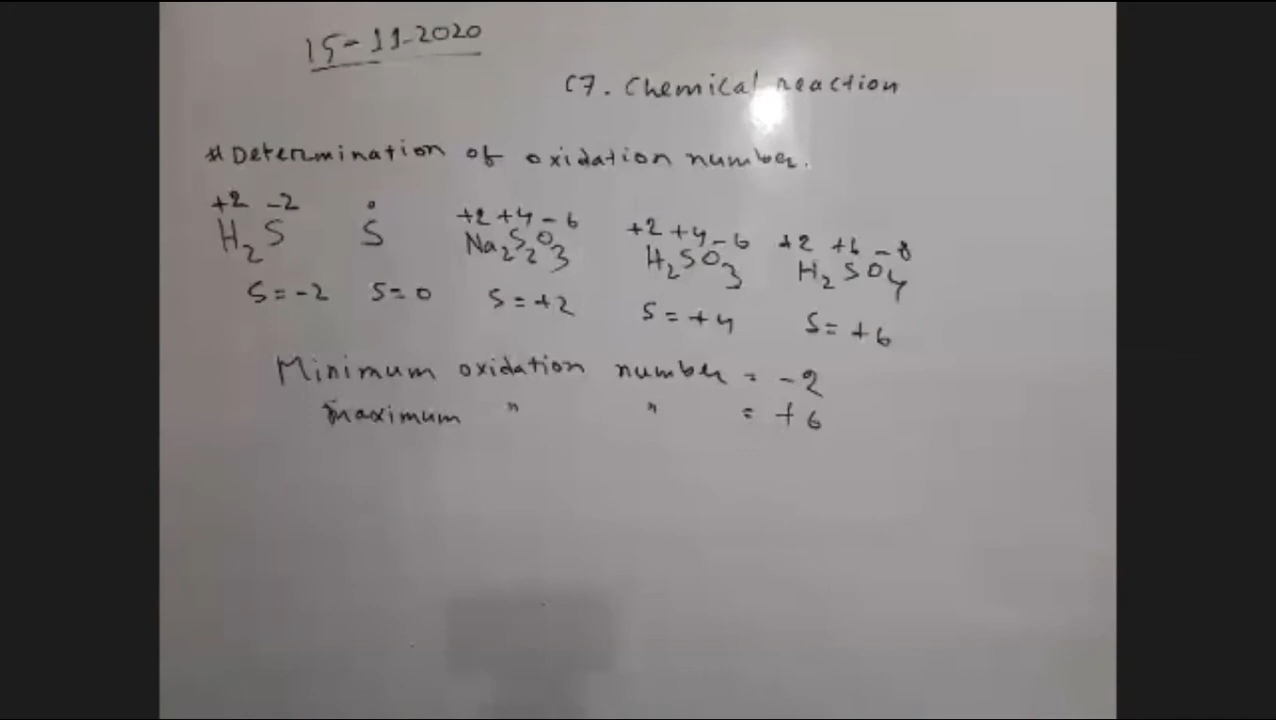 15-11-2020
C7. Chemical reaction
* Determination of oxidation number.
+2 -2 0 +2 +4 -6 +2 +4 -6 +2 +6 -8
H2S S Na2S2O3 H2SO3 H2SO4
S=-2 S=0 S=+2 S=+4 S=+6
Minimum oxidation number = -2
maximum " " = +6